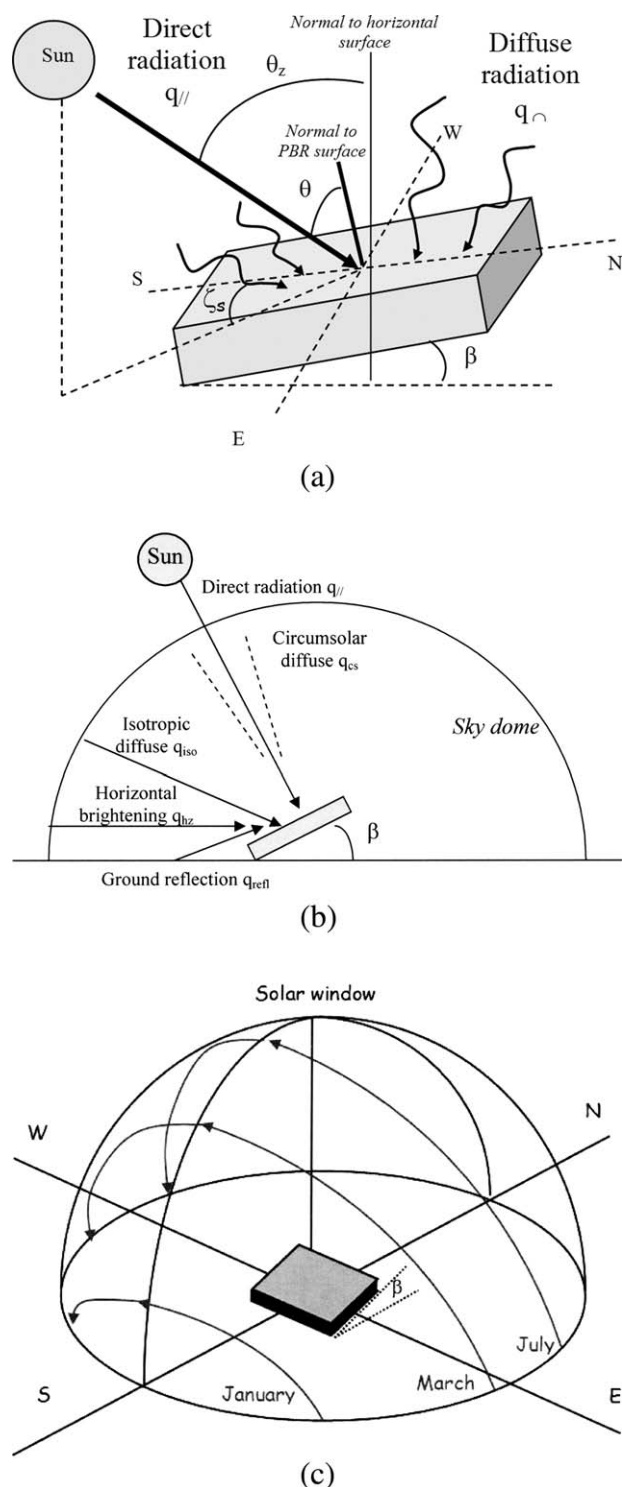 Sun
Direct
radiation
q//
θz
Normal to horizontal
surface
Diffuse
radiation
q⌒
Normal to
PBR surface
W
θ
S
N
ζs
β
E
(a)
Sun
Direct radiation q//
Circumsolar
diffuse qcs
Isotropic
diffuse qiso
Sky dome
Horizontal
brightening qhz
β
Ground reflection qrefl
(b)
Solar window
W
N
β
July
March
January
S
E
(c)